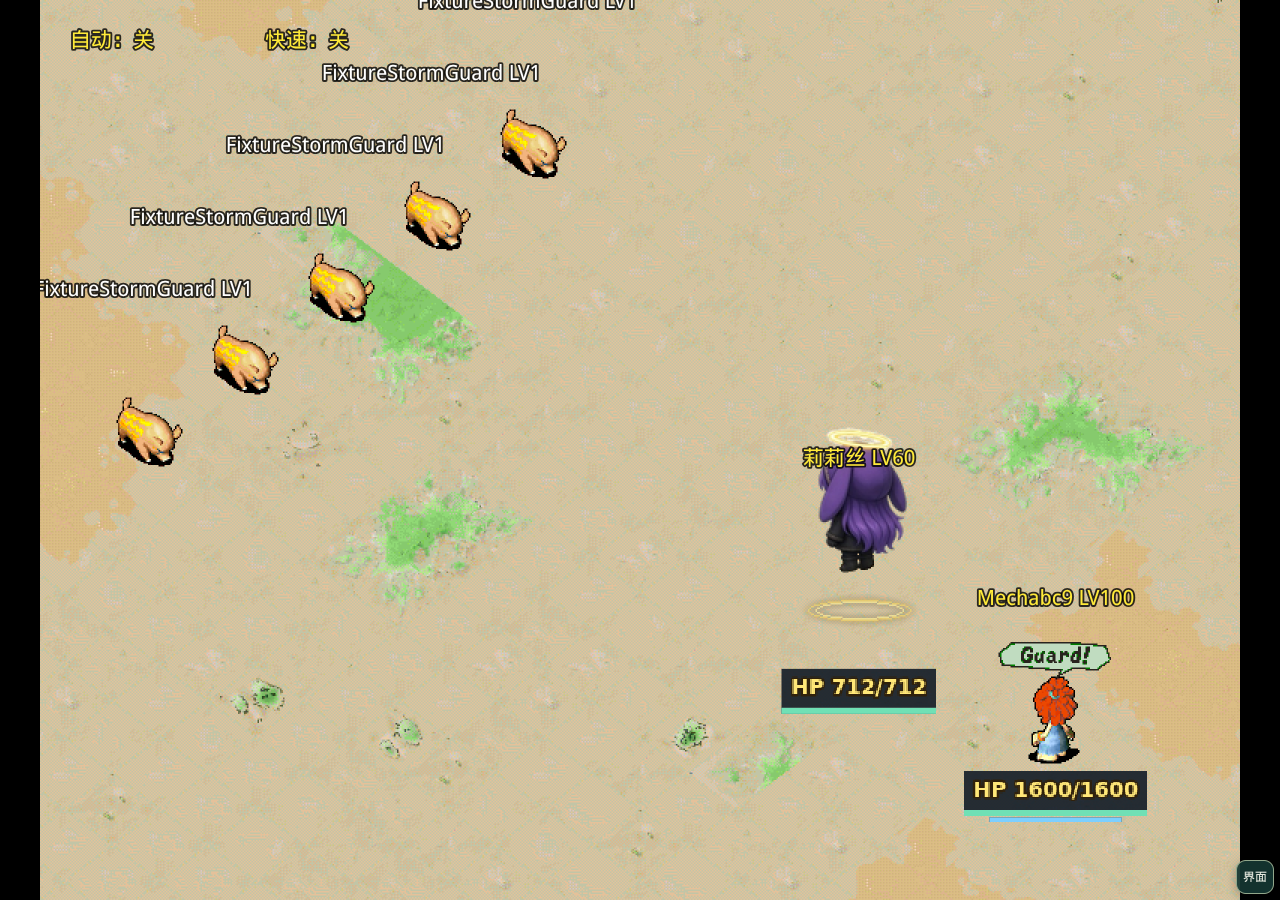 FixtureStormGuard LV1
自动：关
快速：关
FixtureStormGuard LV1
FixtureStormGuard LV1
FixtureStormGuard LV1
FixtureStormGuard LV1
莉莉丝 LV60
Mechabc9 LV100
Guard!
HP 712/712
HP 1600/1600
界面